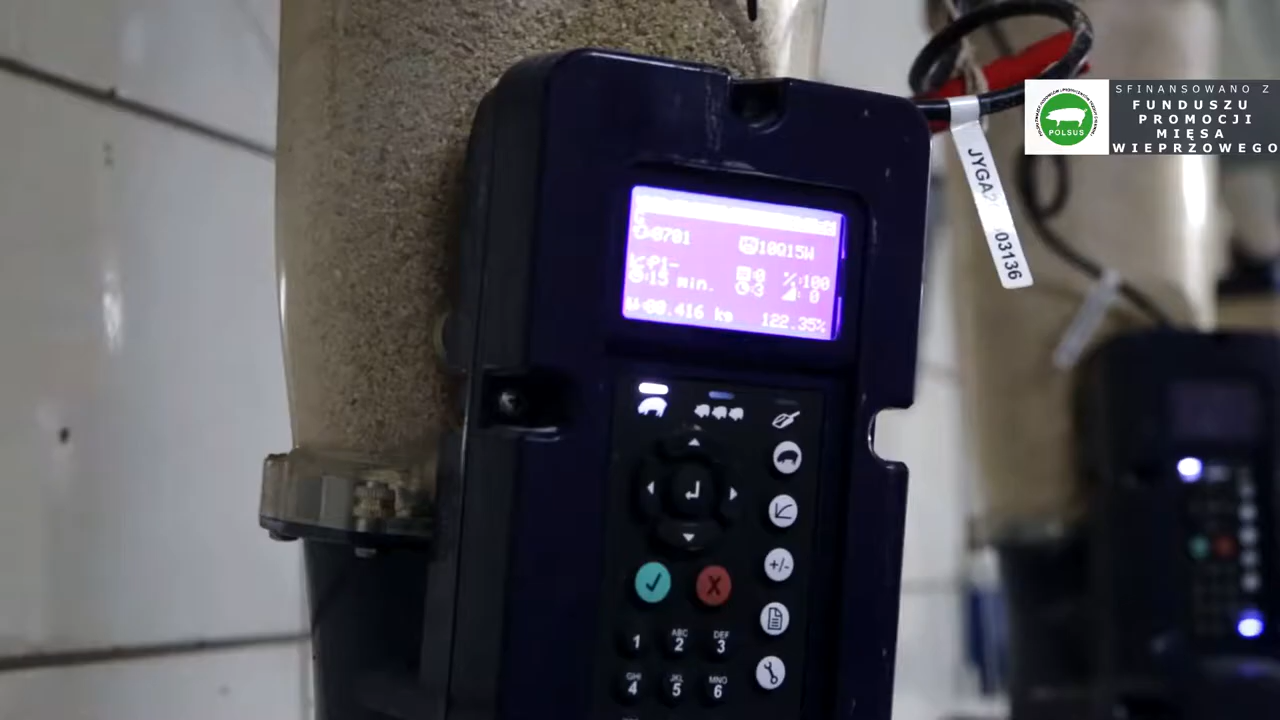 SFINANSOWANO Z
FUNDUSZU
PROMOCJI
MIĘSA
WIEPRZOWEGO
POLSUS
JYGA
03136
0701
10Q15W
15 min.
:100
0
.416 kg
122.35%
+/-
1
ABC
2
DEF
3
GHI
4
JKL
5
MNO
6